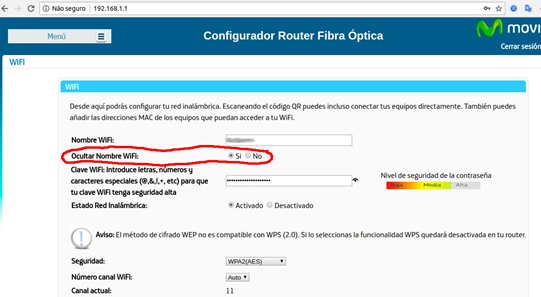 No seguro 192.168.1.1
Menú
Configurador Router Fibra Óptica
movi
Cerrar sesión
WiFi
WiFi
Desde aquí podrás configurar tu red inalámbrica. Escaneando el código QR puedes incluso conectar tus equipos directamente. También puedes
añadir las direcciones MAC de los equipos que puedan acceder a tu WiFi.
Nombre WiFi:
Ocultar Nombre WiFi: Si No
Clave WiFi: Introduce letras, números y
caracteres especiales (@,&,!,+, etc) para que
tu clave WiFi tenga seguridad alta
Nivel de seguridad de la contraseña
Baja Media Alta
Estado Red Inalámbrica: Activado Desactivado
Aviso: El método de cifrado WEP no es compatible con WPS (2.0). Si lo seleccionas la funcionalidad WPS quedará desactivada en tu router.
Seguridad: WPA2(AES)
Número canal WiFi: Auto
Canal actual: 11